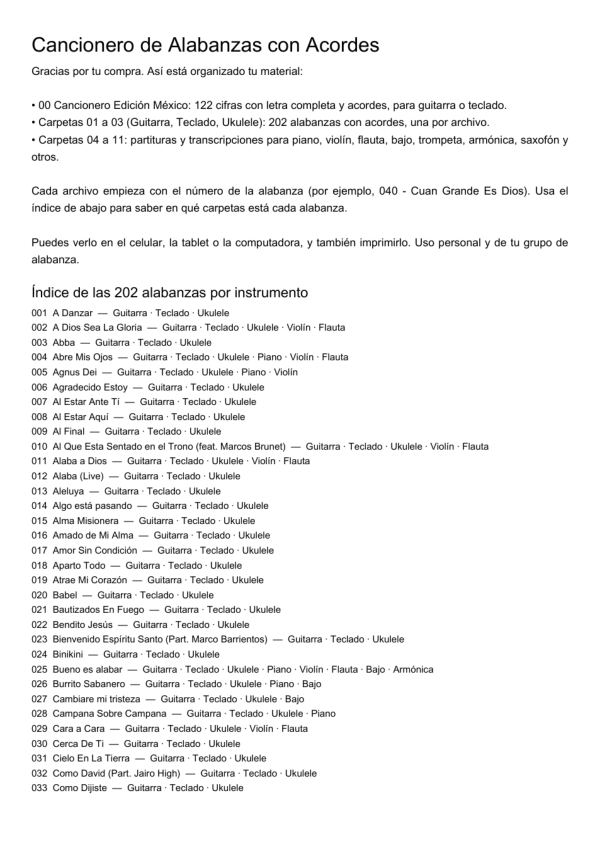 Cancionero de Alabanzas con Acordes
Gracias por tu compra. Así está organizado tu material:
• 00 Cancionero Edición México: 122 cifras con letra completa y acordes, para guitarra o teclado.
• Carpetas 01 a 03 (Guitarra, Teclado, Ukulele): 202 alabanzas con acordes, una por archivo.
• Carpetas 04 a 11: partituras y transcripciones para piano, violín, flauta, bajo, trompeta, armónica, saxofón y
otros.
Cada archivo empieza con el número de la alabanza (por ejemplo, 040 - Cuan Grande Es Dios). Usa el
índice de abajo para saber en qué carpetas está cada alabanza.
Puedes verlo en el celular, la tablet o la computadora, y también imprimirlo. Uso personal y de tu grupo de
alabanza.
Índice de las 202 alabanzas por instrumento
001 A Danzar — Guitarra · Teclado · Ukulele
002 A Dios Sea La Gloria — Guitarra · Teclado · Ukulele · Violín · Flauta
003 Abba — Guitarra · Teclado · Ukulele
004 Abre Mis Ojos — Guitarra · Teclado · Ukulele · Piano · Violín · Flauta
005 Agnus Dei — Guitarra · Teclado · Ukulele · Piano · Violín
006 Agradecido Estoy — Guitarra · Teclado · Ukulele
007 Al Estar Ante Tí — Guitarra · Teclado · Ukulele
008 Al Estar Aquí — Guitarra · Teclado · Ukulele
009 Al Final — Guitarra · Teclado · Ukulele
010 Al Que Esta Sentado en el Trono (feat. Marcos Brunet) — Guitarra · Teclado · Ukulele · Violín · Flauta
011 Alaba a Dios — Guitarra · Teclado · Ukulele · Violín · Flauta
012 Alaba (Live) — Guitarra · Teclado · Ukulele
013 Aleluya — Guitarra · Teclado · Ukulele
014 Algo está pasando — Guitarra · Teclado · Ukulele
015 Alma Misionera — Guitarra · Teclado · Ukulele
016 Amado de Mi Alma — Guitarra · Teclado · Ukulele
017 Amor Sin Condición — Guitarra · Teclado · Ukulele
018 Aparto Todo — Guitarra · Teclado · Ukulele
019 Atrae Mi Corazón — Guitarra · Teclado · Ukulele
020 Babel — Guitarra · Teclado · Ukulele
021 Bautizados En Fuego — Guitarra · Teclado · Ukulele
022 Bendito Jesús — Guitarra · Teclado · Ukulele
023 Bienvenido Espíritu Santo (Part. Marco Barrientos) — Guitarra · Teclado · Ukulele
024 Binikini — Guitarra · Teclado · Ukulele
025 Bueno es alabar — Guitarra · Teclado · Ukulele · Piano · Violín · Flauta · Bajo · Armónica
026 Burrito Sabanero — Guitarra · Teclado · Ukulele · Piano · Bajo
027 Cambiare mi tristeza — Guitarra · Teclado · Ukulele · Bajo
028 Campana Sobre Campana — Guitarra · Teclado · Ukulele · Piano
029 Cara a Cara — Guitarra · Teclado · Ukulele · Violín · Flauta
030 Cerca De Ti — Guitarra · Teclado · Ukulele
031 Cielo En La Tierra — Guitarra · Teclado · Ukulele
032 Como David (Part. Jairo High) — Guitarra · Teclado · Ukulele
033 Como Dijiste — Guitarra · Teclado · Ukulele